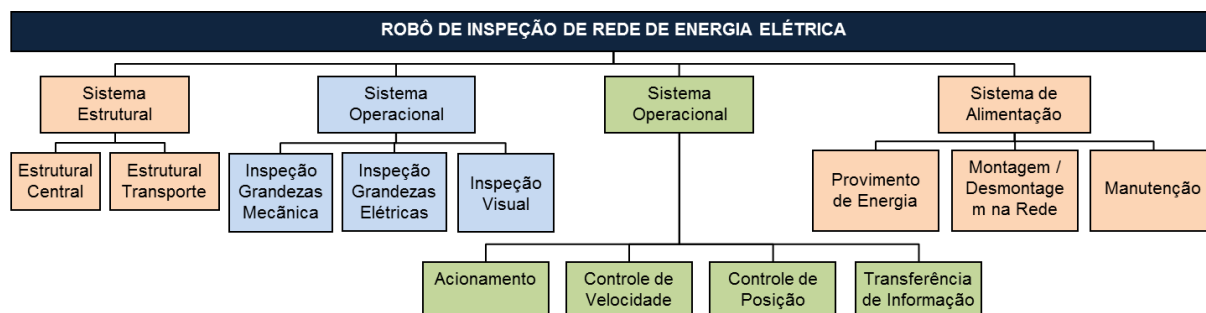 ROBÔ DE INSPEÇÃO DE REDE DE ENERGIA ELÉTRICA
Sistema
Estrutural
Sistema
Operacional
Sistema
Operacional
Sistema de
Alimentação
Estrutural
Central
Estrutural
Transporte
Inspeção
Grandezas
Mecânica
Inspeção
Grandezas
Elétricas
Inspeção
Visual
Provimento
de Energia
Montagem /
Desmontage
m na Rede
Manutenção
Acionamento
Controle de
Velocidade
Controle de
Posição
Transferência
de Informação